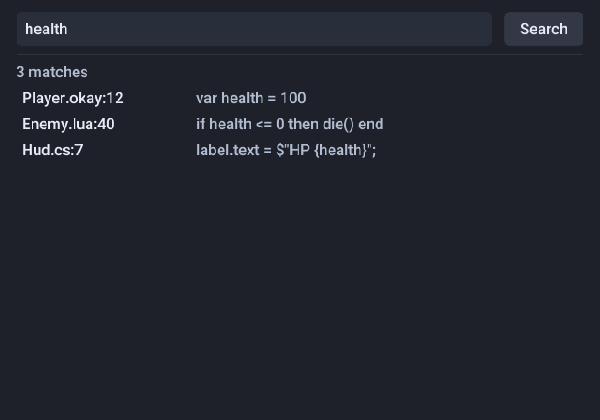 health Search
3 matches
Player.okay:12 var health = 100
Enemy.lua:40 if health <= 0 then die() end
Hud.cs:7 label.text = $"HP {health}";